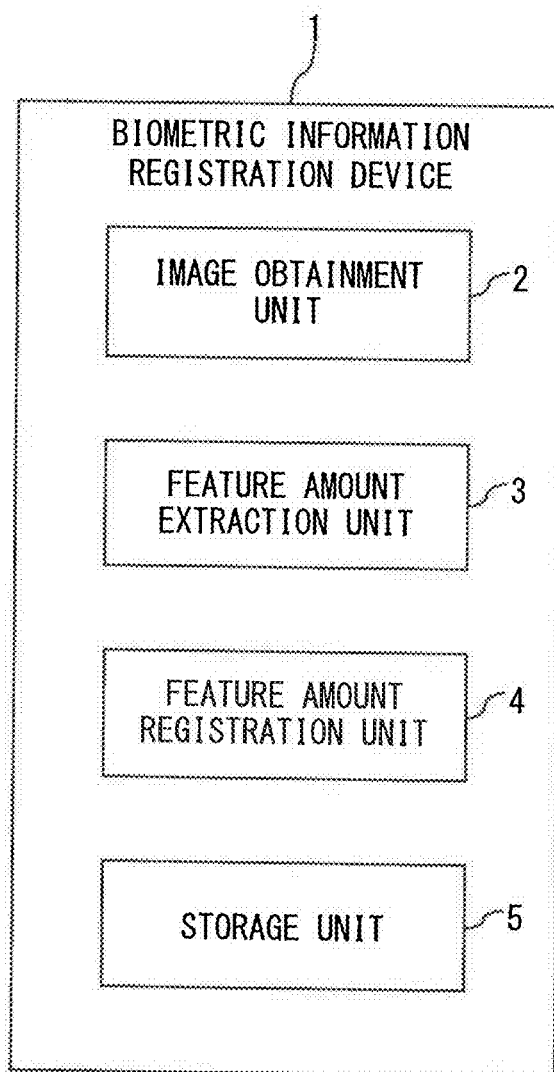 1
BIOMETRIC INFORMATION
REGISTRATION DEVICE
IMAGE OBTAINMENT
UNIT
2
FEATURE AMOUNT
EXTRACTION UNIT
3
FEATURE AMOUNT
REGISTRATION UNIT
4
STORAGE UNIT
5